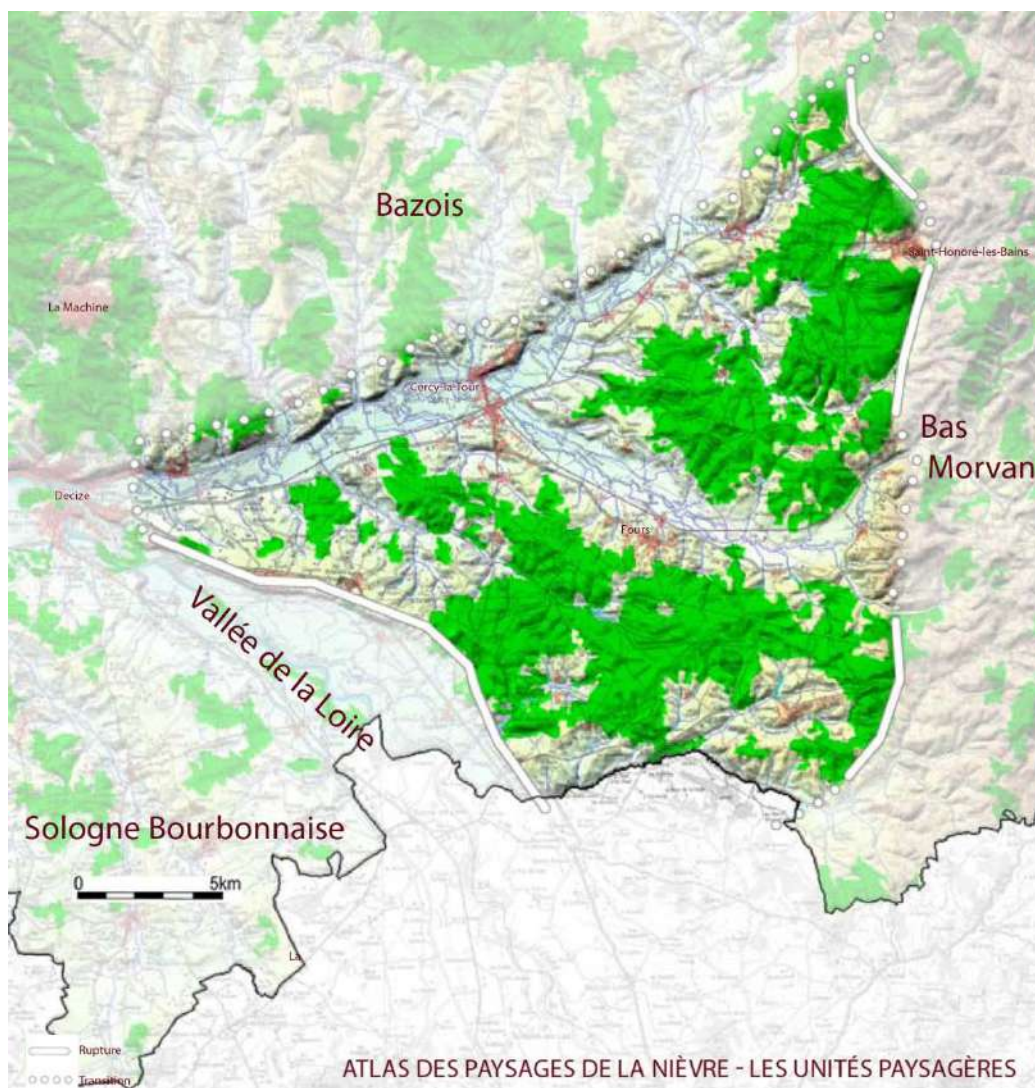 Bazois
Saint-Honoré-les-Bains
La Machine
Cercy-la-Tour
Bas
Morvan
Decize
Fours
Vallée de la Loire
Sologne Bourbonnaise
0 5km
La
Rupture
Transition
ATLAS DES PAYSAGES DE LA NIÈVRE - LES UNITÉS PAYSAGÈRES